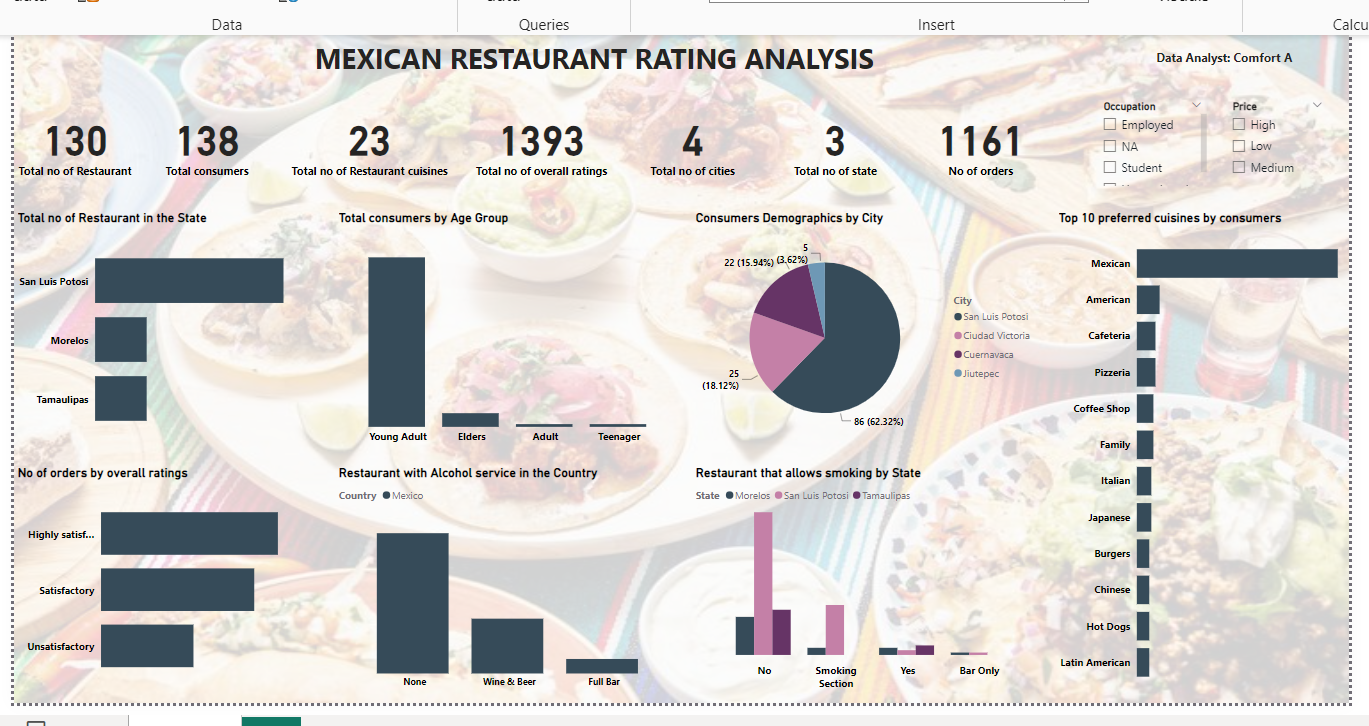 Data
Queries
Insert
MEXICAN RESTAURANT RATING ANALYSIS
Data Analyst: Comfort A
130
Total no of Restaurant
138
Total consumers
23
Total no of Restaurant cuisines
1393
Total no of overall ratings
4
Total no of cities
3
Total no of state
1161
No of orders
Occupation
Employed
NA
Student
Price
High
Low
Medium
Total no of Restaurant in the State
San Luis Potosi
Morelos
Tamaulipas
Total consumers by Age Group
Young Adult
Elders
Adult
Teenager
Consumers Demographics by City
5
(3.62%)
22 (15.94%)
25
(18.12%)
86 (62.32%)
City
San Luis Potosi
Ciudad Victoria
Cuernavaca
Jiutepec
Top 10 preferred cuisines by consumers
Mexican
American
Cafeteria
Pizzeria
Coffee Shop
Family
Italian
Japanese
Burgers
Chinese
Hot Dogs
Latin American
No of orders by overall ratings
Highly satisf...
Satisfactory
Unsatisfactory
Restaurant with Alcohol service in the Country
Country Mexico
None
Wine & Beer
Full Bar
Restaurant that allows smoking by State
State Morelos San Luis Potosi Tamaulipas
No
Smoking
Section
Yes
Bar Only